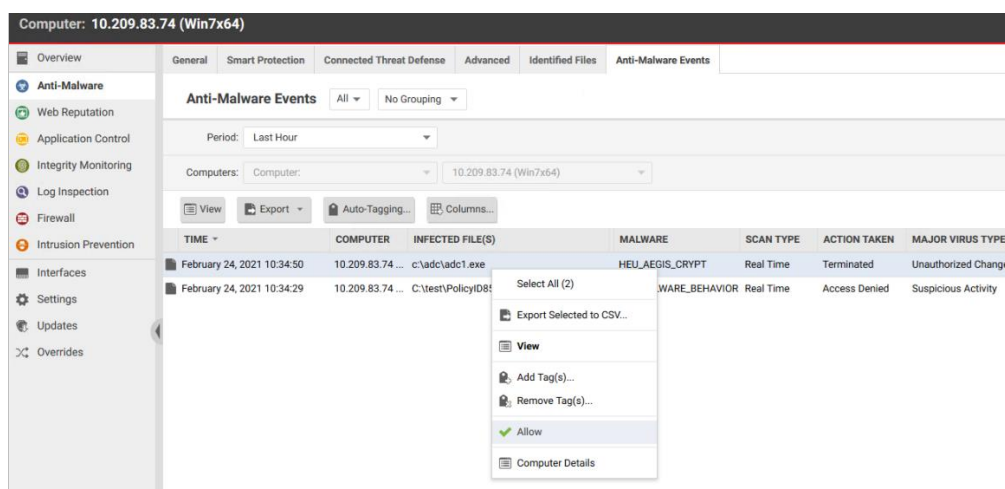 Computer: 10.209.83.74 (Win7x64)
Overview
Anti-Malware
Web Reputation
Application Control
Integrity Monitoring
Log Inspection
Firewall
Intrusion Prevention
Interfaces
Settings
Updates
Overrides
General Smart Protection Connected Threat Defense Advanced Identified Files Anti-Malware Events
Anti-Malware Events All No Grouping
Period: Last Hour
Computers: Computer: 10.209.83.74 (Win7x64)
View Export Auto-Tagging... Columns...
TIME COMPUTER INFECTED FILE(S) MALWARE SCAN TYPE ACTION TAKEN MAJOR VIRUS TYPE
February 24, 2021 10:34:50 10.209.83.74 ... c:\adc\adc1.exe HEU_AEGIS_CRYPT Real Time Terminated Unauthorized Change
February 24, 2021 10:34:29 10.209.83.74 ... C:\test\PolicyID8 WARE_BEHAVIOR Real Time Access Denied Suspicious Activity
Select All (2)
Export Selected to CSV...
View
Add Tag(s)...
Remove Tag(s)...
Allow
Computer Details